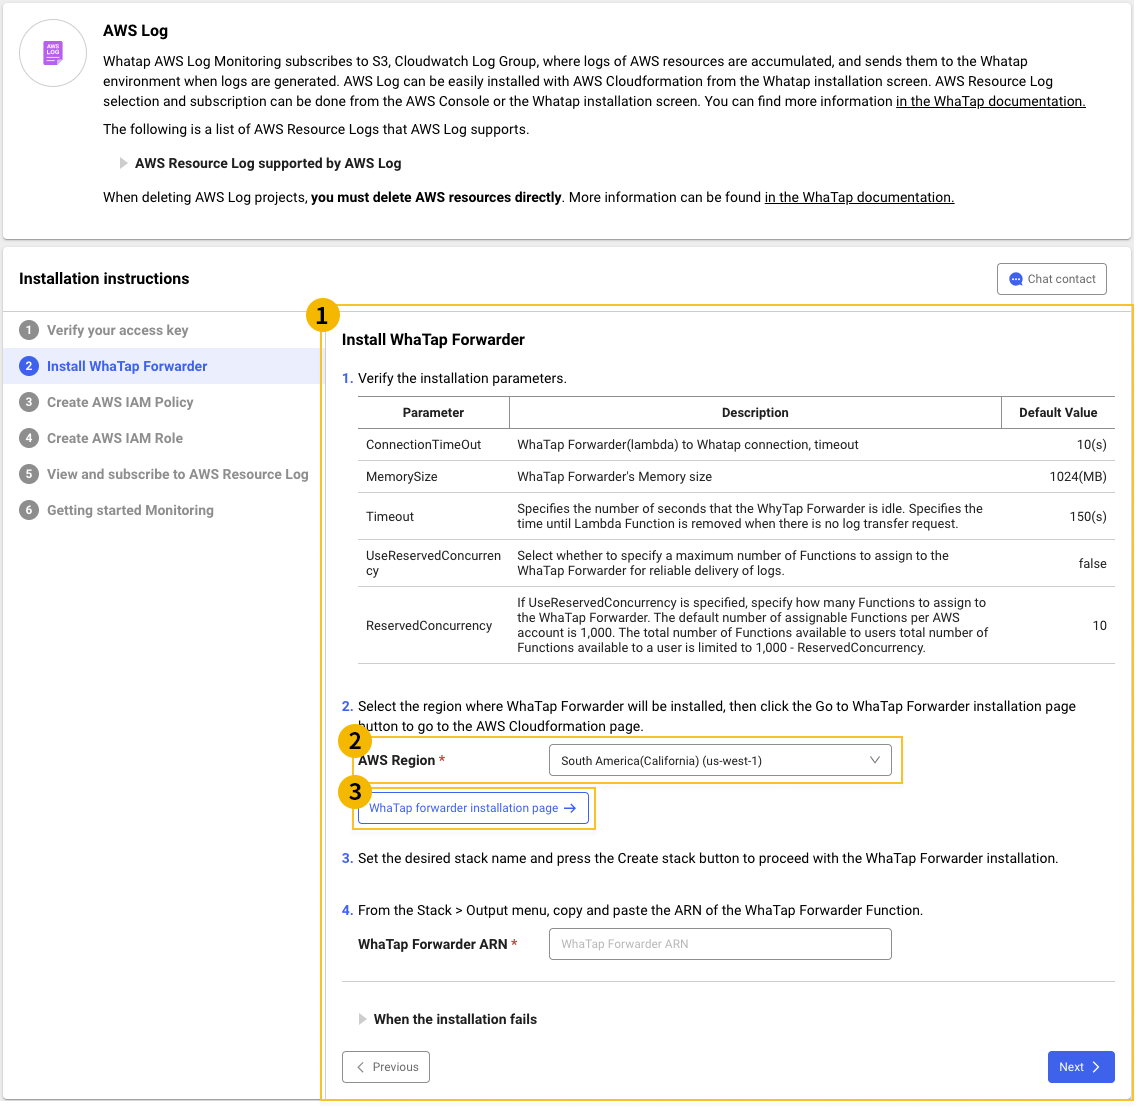 AWS
LOG
AWS Log
Whatap AWS Log Monitoring subscribes to S3, Cloudwatch Log Group, where logs of AWS resources are accumulated, and sends them to the Whatap
environment when logs are generated. AWS Log can be easily installed with AWS Cloudformation from the Whatap installation screen. AWS Resource Log
selection and subscription can be done from the AWS Console or the Whatap installation screen. You can find more information in the WhaTap documentation.
The following is a list of AWS Resource Logs that AWS Log supports.
AWS Resource Log supported by AWS Log
When deleting AWS Log projects, you must delete AWS resources directly. More information can be found in the WhaTap documentation.
Installation instructions
Chat contact
1 Verify your access key
2 Install WhaTap Forwarder
3 Create AWS IAM Policy
4 Create AWS IAM Role
5 View and subscribe to AWS Resource Log
6 Getting started Monitoring
1
Install WhaTap Forwarder
1. Verify the installation parameters.
Parameter Description Default Value
ConnectionTimeOut WhaTap Forwarder(lambda) to Whatap connection, timeout 10(s)
MemorySize WhaTap Forwarder's Memory size 1024(MB)
Timeout
Specifies the number of seconds that the WhyTap Forwarder is idle. Specifies the
time until Lambda Function is removed when there is no log transfer request.
150(s)
UseReservedConcurren
cy
Select whether to specify a maximum number of Functions to assign to the
WhaTap Forwarder for reliable delivery of logs.
false
ReservedConcurrency
If UseReservedConcurrency is specified, specify how many Functions to assign to
the WhaTap Forwarder. The default number of assignable Functions per AWS
account is 1,000. The total number of Functions available to users total number of
Functions available to a user is limited to 1,000 - ReservedConcurrency.
10
2. Select the region where WhaTap Forwarder will be installed, then click the Go to WhaTap Forwarder installation page
button to go to the AWS Cloudformation page.
2
AWS Region * South America(California) (us-west-1)
3
WhaTap forwarder installation page →
3. Set the desired stack name and press the Create stack button to proceed with the WhaTap Forwarder installation.
4. From the Stack > Output menu, copy and paste the ARN of the WhaTap Forwarder Function.
WhaTap Forwarder ARN * WhaTap Forwarder ARN
When the installation fails
Previous
Next